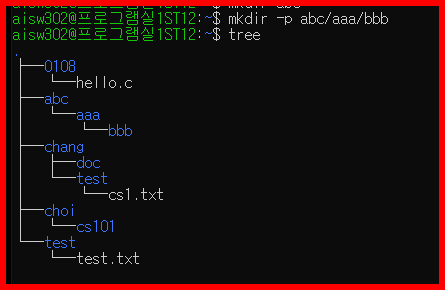 aisw302@프로그램실1ST12:~$ mkdir abc
aisw302@프로그램실1ST12:~$ mkdir -p abc/aaa/bbb
aisw302@프로그램실1ST12:~$ tree
.
├──0108
│   └──hello.c
├──abc
│   └──aaa
│       └──bbb
├──chang
│   ├──doc
│   └──test
│       └──cs1.txt
├──choi
│   └──cs101
└──test
    └──test.txt